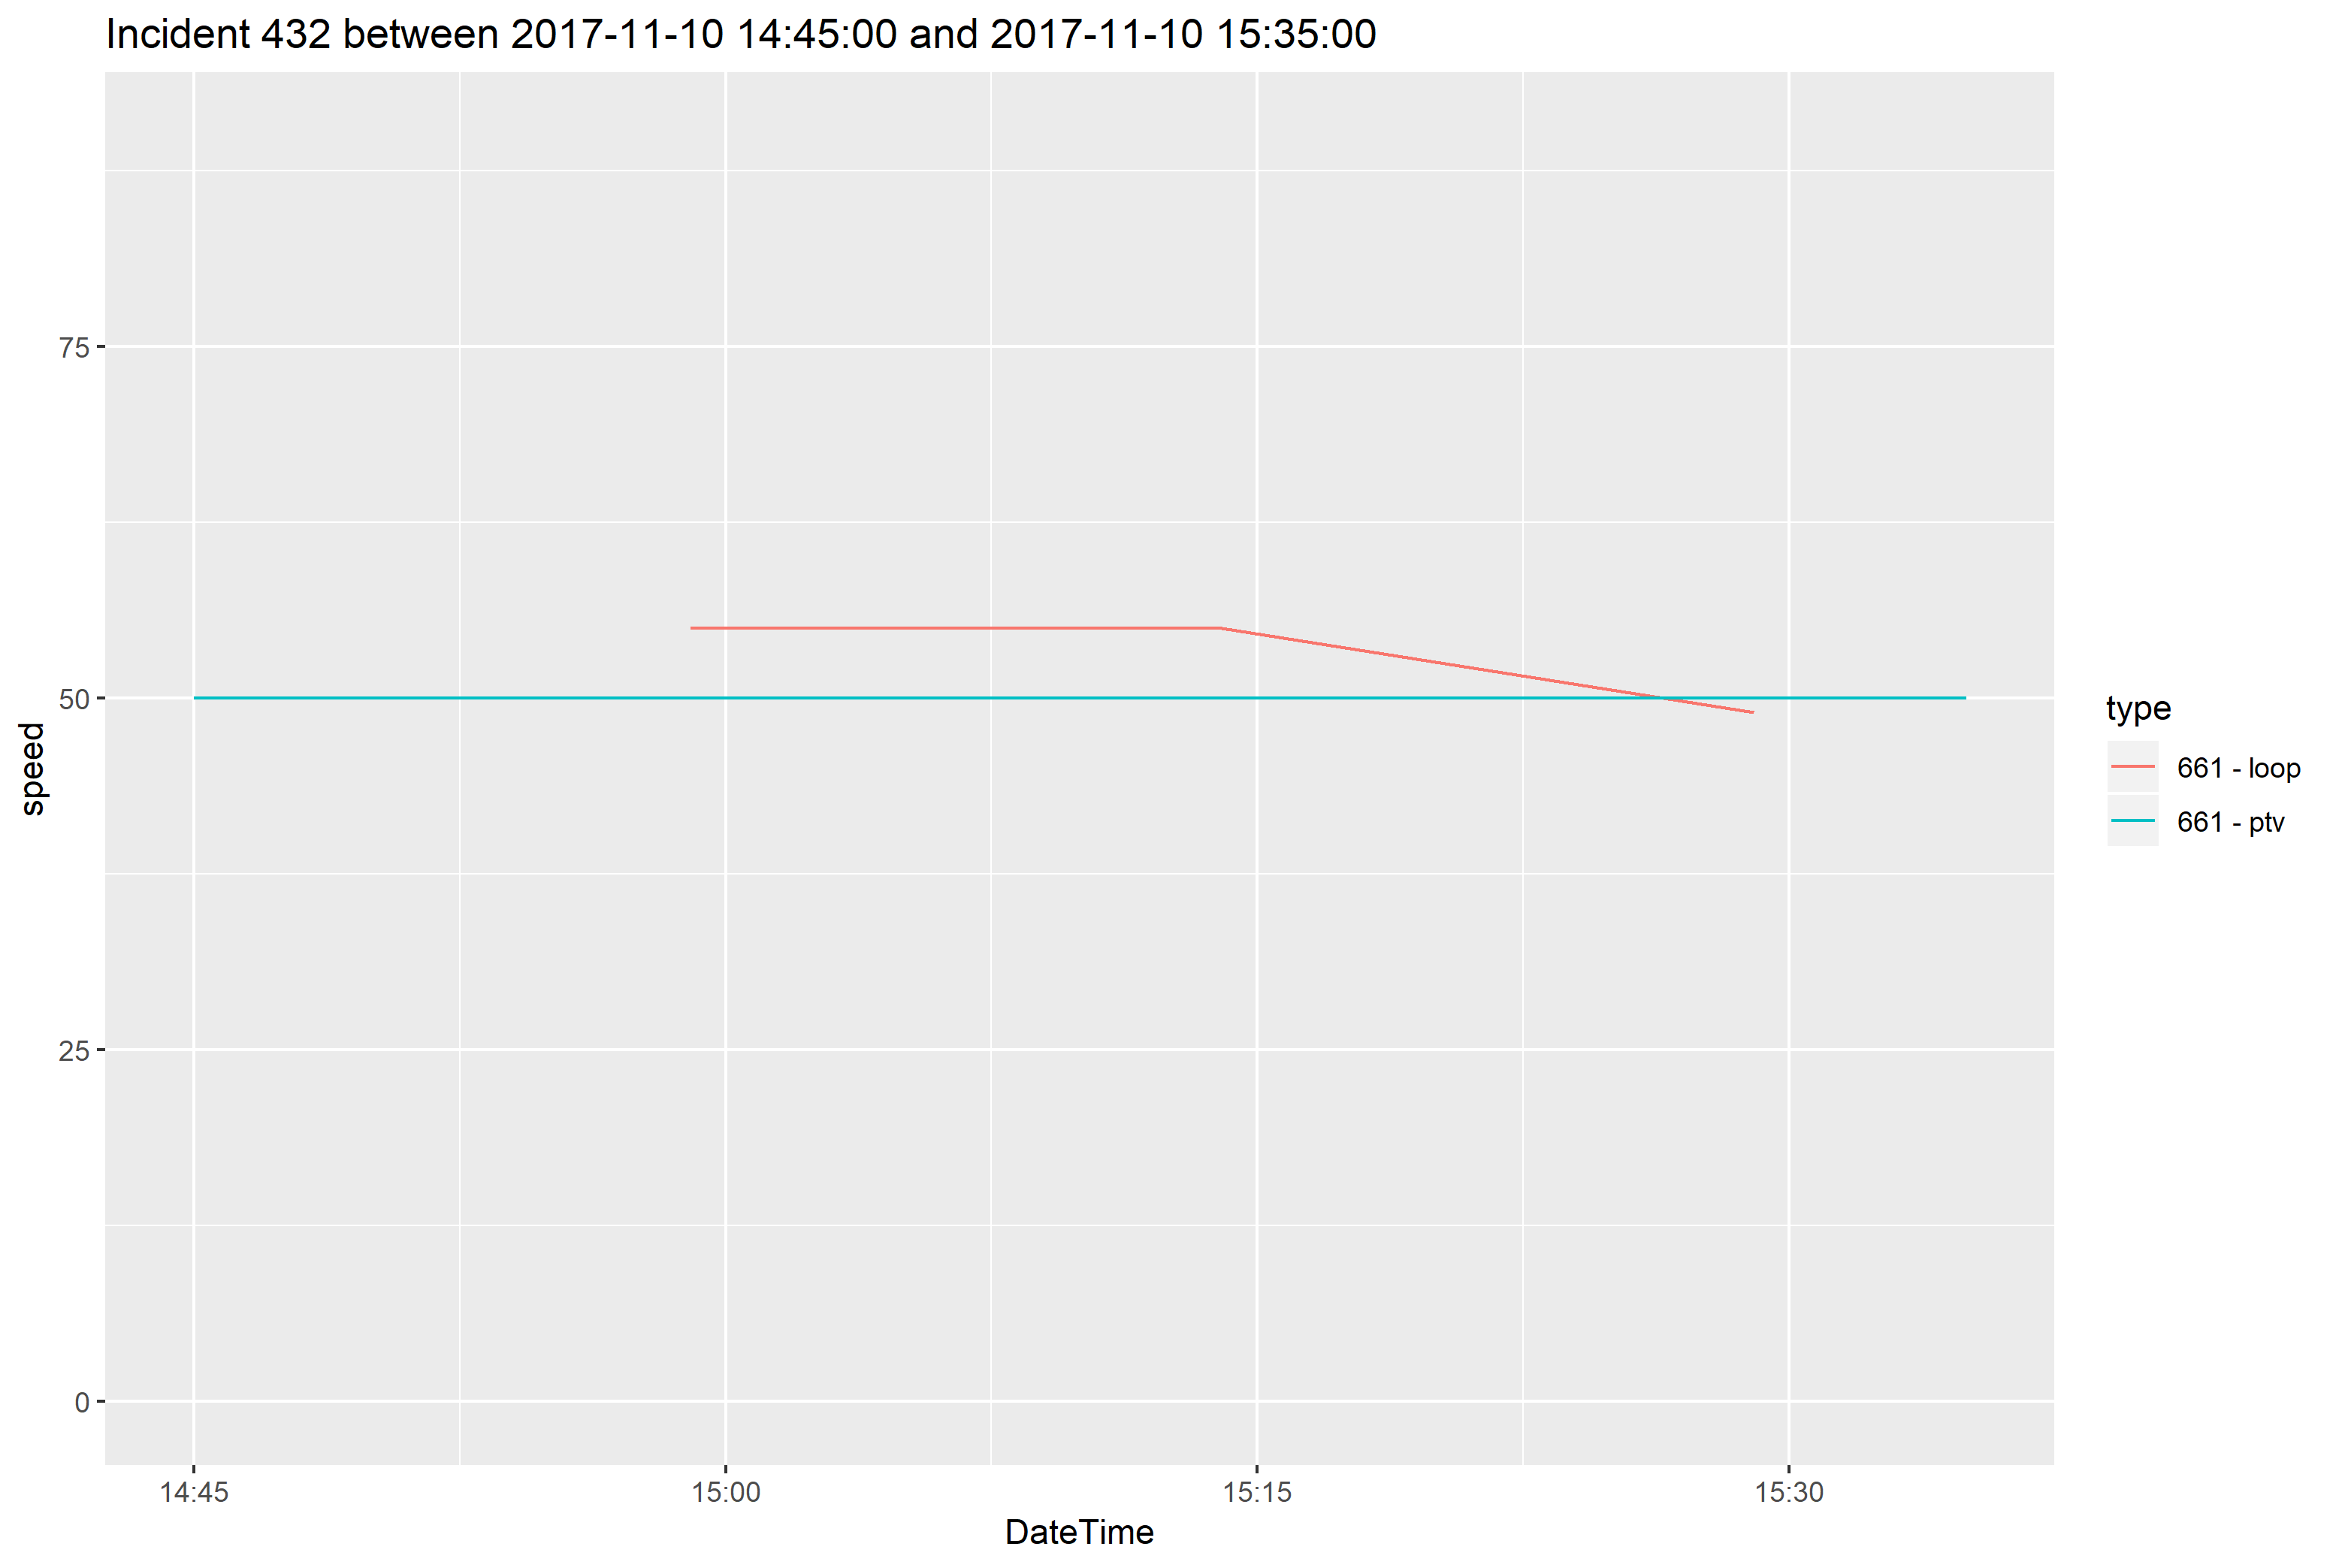 Incident 432 between 2017-11-10 14:45:00 and 2017-11-10 15:35:00
75
50
25
0
speed
14:45 15:00 15:15 15:30
DateTime
type
661 - loop
661 - ptv